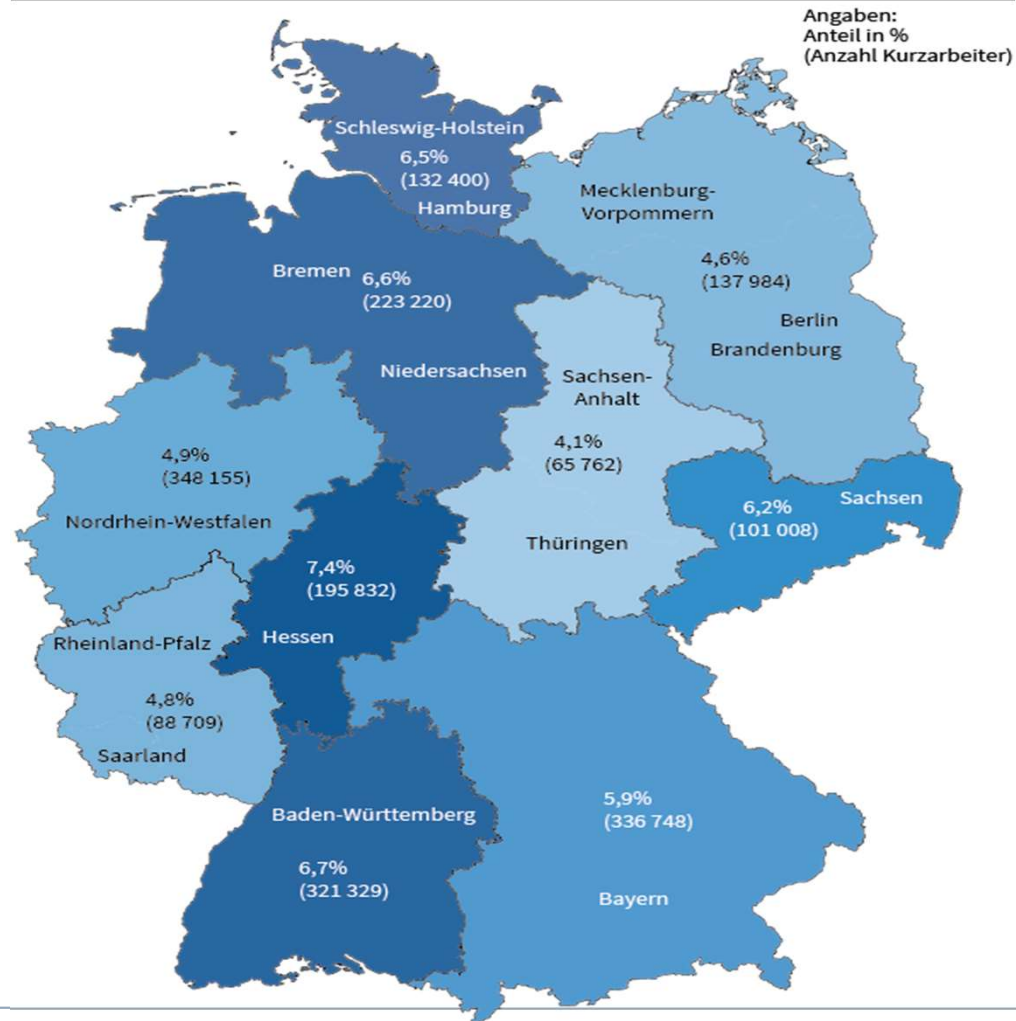 Angaben:
Anteil in %
(Anzahl Kurzarbeiter)
Schleswig-Holstein
6,5%
(132 400)
Hamburg
Mecklenburg-
Vorpommern
4,6%
(137 984)
Berlin
Brandenburg
Bremen
6,6%
(223 220)
Niedersachsen
Sachsen-
Anhalt
4,1%
(65 762)
Thüringen
4,9%
(348 155)
Nordrhein-Westfalen
6,2%
(101 008)
Sachsen
7,4%
(195 832)
Hessen
Rheinland-Pfalz
4,8%
(88 709)
Saarland
Baden-Württemberg
6,7%
(321 329)
5,9%
(336 748)
Bayern